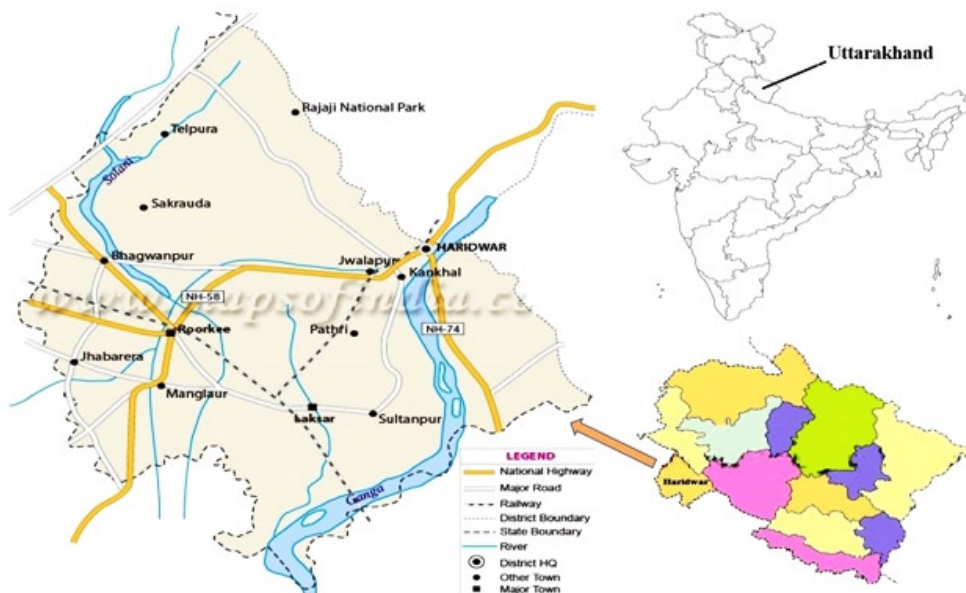 Uttarakhand
Rajaji National Park
Telpura
Solani
Sakrauda
Bhagwanpur
HARIDWAR
Jwalapur
Kankhal
NH-58
www.mapsofindia.c
Roorkee
Pathri
NH-74
Jhabarera
Manglaur
Laksar
Sultanpur
Ganga
LEGEND
National Highway
Major Road
Railway
District Boundary
State Boundary
River
District HQ
Other Town
Major Town
Haridwar